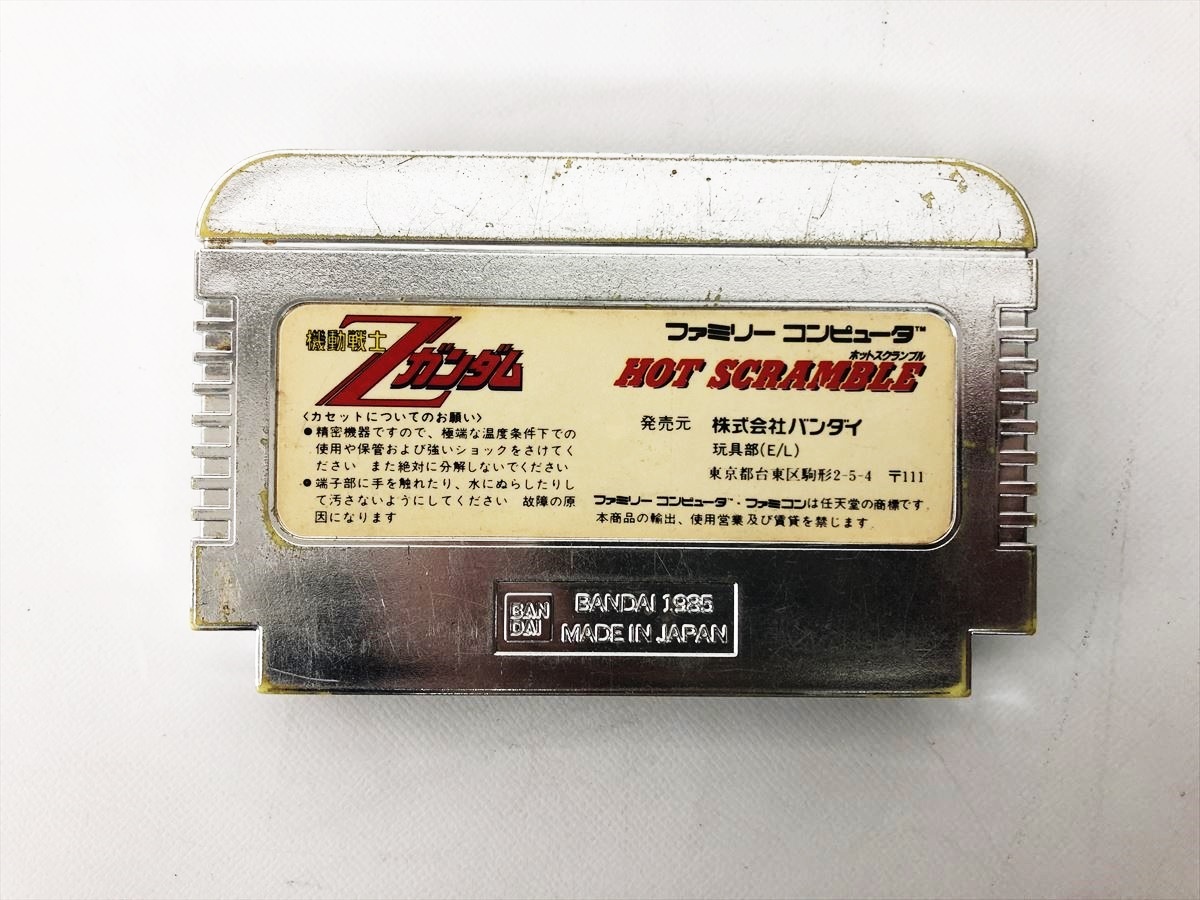 機動戦士
Ζガンダム
〈カセットについてのお願い〉
●精密機器ですので、極端な温度条件下での
使用や保管および強いショックをさけてく
ださい　また絶対に分解しないでください
●端子部に手を触れたり、水にぬらしたりし
て汚さないようにしてください　故障の原
因になります
ファミリー コンピュータ™
ホットスクランブル
HOT SCRAMBLE
発売元　株式会社バンダイ
玩具部(E/L)
東京都台東区駒形2-5-4　〒111
ファミリー コンピュータ™・ファミコンは任天堂の商標です
本商品の輸出、使用営業及び賃貸を禁じます
BAN
DAI
BANDAI 1985
MADE IN JAPAN